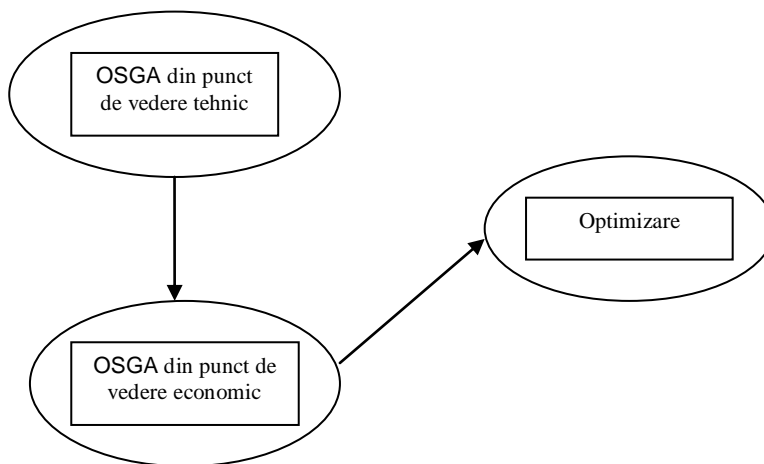 OSGA din punct
de vedere tehnic
Optimizare
OSGA din punct de
vedere economic